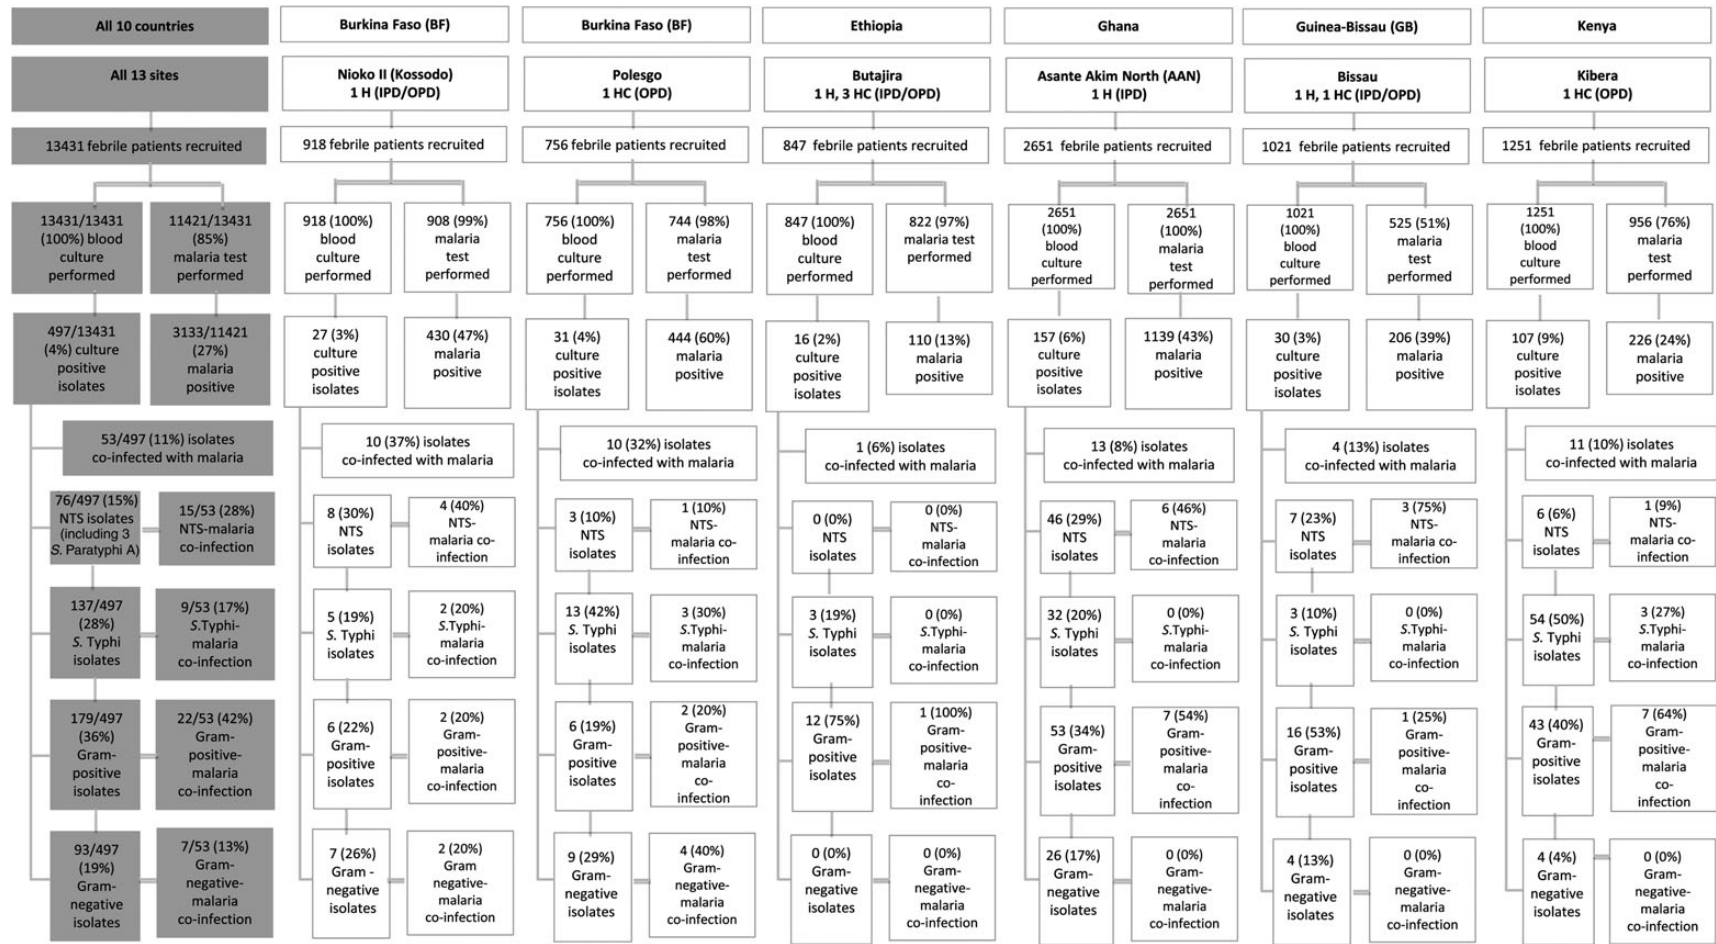 All 10 countries
All 13 sites
13431 febrile patients recruited
13431/13431
(100%) blood
culture
performed
11421/13431
(85%)
malaria test
performed
497/13431
(4%) culture
positive
isolates
3133/11421
(27%)
malaria
positive
53/497 (11%) isolates
co-infected with malaria
76/497 (15%)
NTS isolates
(including 3
S. Paratyphi A)
15/53 (28%)
NTS-malaria
co-infection
137/497
(28%)
S. Typhi
isolates
9/53 (17%)
S.Typhi-
malaria
co-infection
179/497
(36%)
Gram-
positive
isolates
22/53 (42%)
Gram-
positive-
malaria
co-infection
93/497
(19%)
Gram-
negative
isolates
7/53 (13%)
Gram-
negative-
malaria
co-infection
Burkina Faso (BF)
Nioko II (Kossodo)
1 H (IPD/OPD)
918 febrile patients recruited
918 (100%)
blood
culture
performed
908 (99%)
malaria
test
performed
27 (3%)
culture
positive
isolates
430 (47%)
malaria
positive
10 (37%) isolates
co-infected with malaria
8 (30%)
NTS
isolates
4 (40%)
NTS-
malaria co-
infection
5 (19%)
S. Typhi
isolates
2 (20%)
S.Typhi-
malaria
co-infection
6 (22%)
Gram-
positive
isolates
2 (20%)
Gram-
positive-
malaria
co-infection
7 (26%)
Gram -
negative
isolates
2 (20%)
Gram
negative-
malaria
co-infection
Burkina Faso (BF)
Polesgo
1 HC (OPD)
756 febrile patients recruited
756 (100%)
blood
culture
performed
744 (98%)
malaria
test
performed
31 (4%)
culture
positive
isolates
444 (60%)
malaria
positive
10 (32%) isolates
co-infected with malaria
3 (10%)
NTS
isolates
1 (10%)
NTS-
malaria co-
infection
13 (42%)
S. Typhi
isolates
3 (30%)
S.Typhi-
malaria
co-infection
6 (19%)
Gram-
positive
isolates
2 (20%)
Gram-
positive-
malaria
co-
infection
9 (29%)
Gram-
negative
isolates
4 (40%)
Gram-
negative-
malaria
co-infection
Ethiopia
Butajira
1 H, 3 HC (IPD/OPD)
847 febrile patients recruited
847 (100%)
blood
culture
performed
822 (97%)
malaria test
performed
16 (2%)
culture
positive
isolates
110 (13%)
malaria
positive
1 (6%) isolates
co-infected with malaria
0 (0%)
NTS
isolates
0 (0%)
NTS-
malaria co-
infection
3 (19%)
S. Typhi
isolates
0 (0%)
S.Typhi-
malaria
co-infection
12 (75%)
Gram-
positive
isolates
1 (100%)
Gram-
positive-
malaria
co-
infection
0 (0%)
Gram-
negative
isolates
0 (0%)
Gram-
negative-
malaria
co-infection
Ghana
Asante Akim North (AAN)
1 H (IPD)
2651 febrile patients recruited
2651
(100%)
blood
culture
performed
2651
(100%)
malaria
test
performed
157 (6%)
culture
positive
isolates
1139 (43%)
malaria
positive
13 (8%) isolates
co-infected with malaria
46 (29%)
NTS
isolates
6 (46%)
NTS-
malaria co-
infection
32 (20%)
S. Typhi
isolates
0 (0%)
S.Typhi-
malaria
co-infection
53 (34%)
Gram-
positive
isolates
7 (54%)
Gram-
positive-
malaria
co-
infection
26 (17%)
Gram-
negative
isolates
0 (0%)
Gram-
negative-
malaria
co-infection
Guinea-Bissau (GB)
Bissau
1 H, 1 HC (IPD/OPD)
1021 febrile patients recruited
1021
(100%)
blood
culture
performed
525 (51%)
malaria
test
performed
30 (3%)
culture
positive
isolates
206 (39%)
malaria
positive
4 (13%) isolates
co-infected with malaria
7 (23%)
NTS
isolates
3 (75%)
NTS-
malaria co-
infection
3 (10%)
S. Typhi
isolates
0 (0%)
S.Typhi-
malaria
co-infection
16 (53%)
Gram-
positive
isolates
1 (25%)
Gram-
positive-
malaria
co-
infection
4 (13%)
Gram-
negative
isolates
0 (0%)
Gram-
negative-
malaria
co-infection
Kenya
Kibera
1 HC (OPD)
1251 febrile patients recruited
1251
(100%)
blood
culture
performed
956 (76%)
malaria
test
performed
107 (9%)
culture
positive
isolates
226 (24%)
malaria
positive
11 (10%) isolates
co-infected with malaria
6 (6%)
NTS
isolates
1 (9%)
NTS-
malaria co-
infection
54 (50%)
S. Typhi
isolates
3 (27%)
S.Typhi-
malaria
co-infection
43 (40%)
Gram-
positive
isolates
7 (64%)
Gram-
positive-
malaria
co-
infection
4 (4%)
Gram-
negative
isolates
0 (0%)
Gram-
negative-
malaria
co-infection